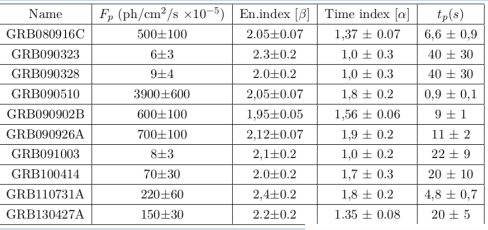 Name F_p (ph/cm²/s ×10⁻⁵) En.index [β] Time index [α] t_p(s)
GRB080916C 500±100 2.05±0.07 1,37 ± 0.07 6,6 ± 0,9
GRB090323 6±3 2.3±0.2 1,0 ± 0.3 40 ± 30
GRB090328 9±4 2.0±0.2 1,0 ± 0.3 40 ± 30
GRB090510 3900±600 2,05±0.07 1,8 ± 0.2 0,9 ± 0,1
GRB090902B 600±100 1,95±0.05 1,56 ± 0.06 9 ± 1
GRB090926A 700±100 2,12±0.07 1,9 ± 0.2 11 ± 2
GRB091003 8±3 2,1±0.2 1,0 ± 0.2 22 ± 9
GRB100414 70±30 2.0±0.2 1,7 ± 0.3 20 ± 10
GRB110731A 220±60 2,4±0.2 1,8 ± 0.2 4,8 ± 0,7
GRB130427A 150±30 2.2±0.2 1.35 ± 0.08 20 ± 5